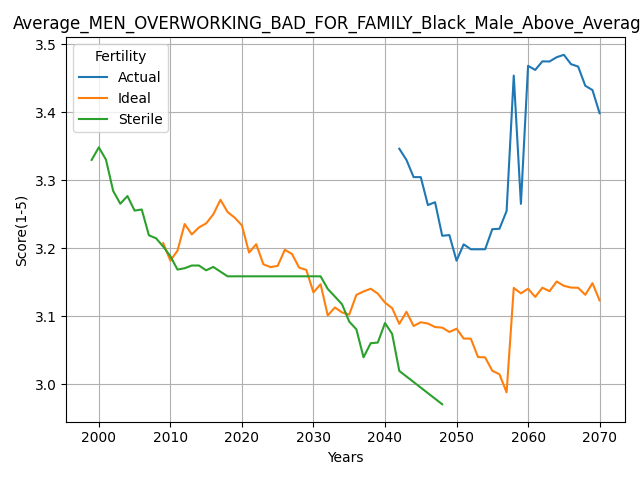 Average_MEN_OVERWORKING_BAD_FOR_FAMILY_Black_Male_Above_Averag
3.5
3.4
3.3
3.2
3.1
3.0
Score(1-5)
Fertility
Actual
Ideal
Sterile
2000 2010 2020 2030 2040 2050 2060 2070
Years